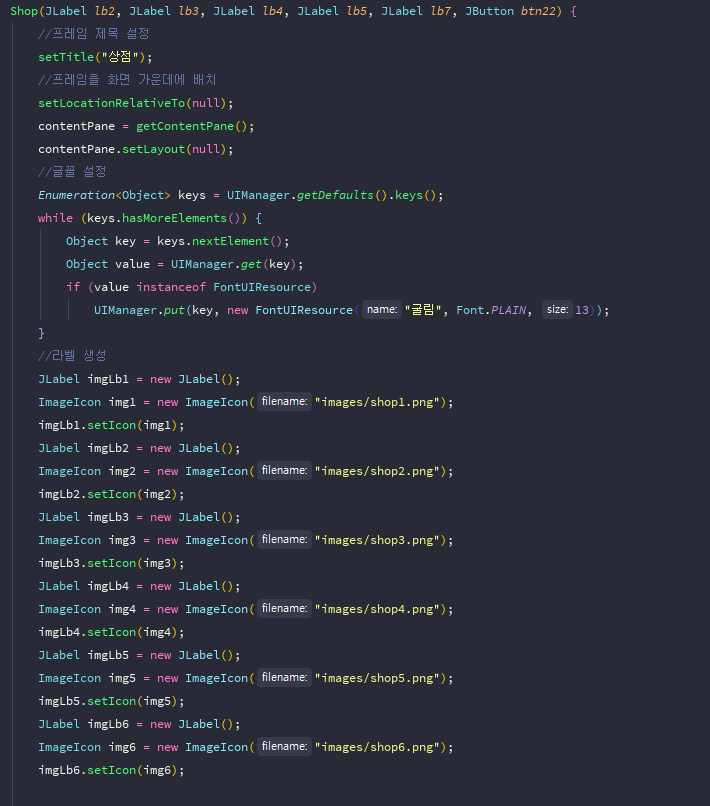 Shop(JLabel lb2, JLabel lb3, JLabel lb4, JLabel lb5, JLabel lb7, JButton btn22) {
//프레임 제목 설정
setTitle("상점");
//프레임을 화면 가운데에 배치
setLocationRelativeTo(null);
contentPane = getContentPane();
contentPane.setLayout(null);
//글꼴 설정
Enumeration<Object> keys = UIManager.getDefaults().keys();
while (keys.hasMoreElements()) {
Object key = keys.nextElement();
Object value = UIManager.get(key);
if (value instanceof FontUIResource)
UIManager.put(key, new FontUIResource( name: "굴림", Font.PLAIN, size: 13));
}
//라벨 생성
JLabel imgLb1 = new JLabel();
ImageIcon img1 = new ImageIcon( filename: "images/shop1.png");
imgLb1.setIcon(img1);
JLabel imgLb2 = new JLabel();
ImageIcon img2 = new ImageIcon( filename: "images/shop2.png");
imgLb2.setIcon(img2);
JLabel imgLb3 = new JLabel();
ImageIcon img3 = new ImageIcon( filename: "images/shop3.png");
imgLb3.setIcon(img3);
JLabel imgLb4 = new JLabel();
ImageIcon img4 = new ImageIcon( filename: "images/shop4.png");
imgLb4.setIcon(img4);
JLabel imgLb5 = new JLabel();
ImageIcon img5 = new ImageIcon( filename: "images/shop5.png");
imgLb5.setIcon(img5);
JLabel imgLb6 = new JLabel();
ImageIcon img6 = new ImageIcon( filename: "images/shop6.png");
imgLb6.setIcon(img6);